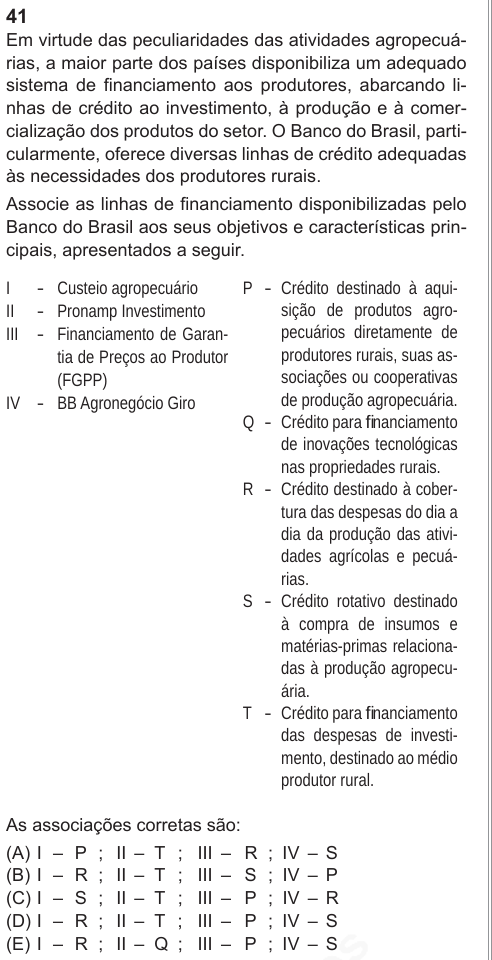 41
Em virtude das peculiaridades das atividades agropecuá-
rias, a maior parte dos países disponibiliza um adequado
sistema de financiamento aos produtores, abarcando li-
nhas de crédito ao investimento, à produção e à comer-
cialização dos produtos do setor. O Banco do Brasil, parti-
cularmente, oferece diversas linhas de crédito adequadas
às necessidades dos produtores rurais.
Associe as linhas de financiamento disponibilizadas pelo
Banco do Brasil aos seus objetivos e características prin-
cipais, apresentados a seguir.
I – Custeio agropecuário
II – Pronamp Investimento
III – Financiamento de Garan-
tia de Preços ao Produtor
(FGPP)
IV – BB Agronegócio Giro
P – Crédito destinado à aqui-
sição de produtos agro-
pecuários diretamente de
produtores rurais, suas as-
sociações ou cooperativas
de produção agropecuária.
Q – Crédito para financiamento
de inovações tecnológicas
nas propriedades rurais.
R – Crédito destinado à cober-
tura das despesas do dia a
dia da produção das ativi-
dades agrícolas e pecuá-
rias.
S – Crédito rotativo destinado
à compra de insumos e
matérias-primas relaciona-
das à produção agropecu-
ária.
T – Crédito para financiamento
das despesas de investi-
mento, destinado ao médio
produtor rural.
As associações corretas são:
(A) I – P ; II – T ; III – R ; IV – S
(B) I – R ; II – T ; III – S ; IV – P
(C) I – S ; II – T ; III – P ; IV – R
(D) I – R ; II – T ; III – P ; IV – S
(E) I – R ; II – Q ; III – P ; IV – S